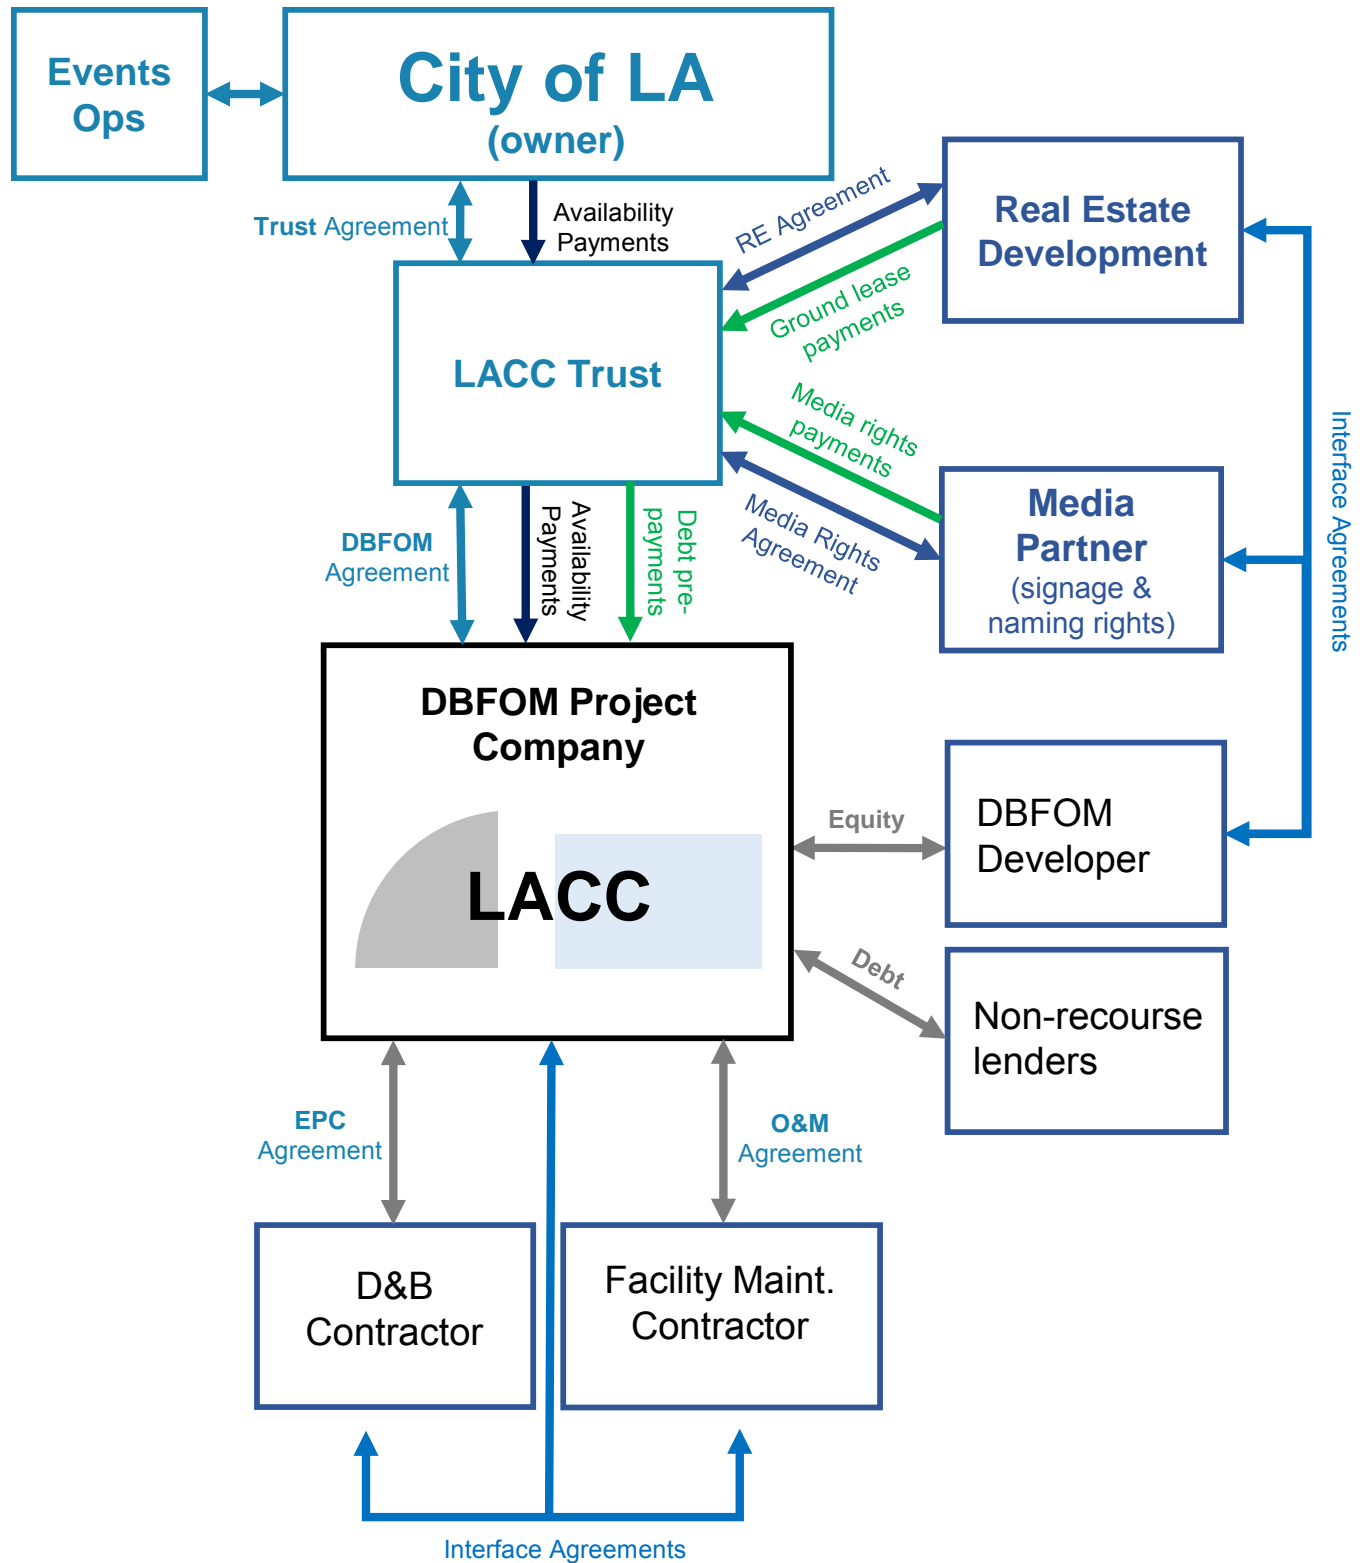 Events
Ops
City of LA
(owner)
Trust Agreement
Availability
Payments
RE Agreement
Ground lease
payments
Real Estate
Development
LACC Trust
Media rights
payments
Media Rights
Agreement
Media
Partner
(signage &
naming rights)
Interface Agreements
DBFOM
Agreement
Availability
Payments
Debt pre-
payments
DBFOM Project
Company
LACC
Equity
DBFOM
Developer
Debt
Non-recourse
lenders
EPC
Agreement
O&M
Agreement
D&B
Contractor
Facility Maint.
Contractor
Interface Agreements